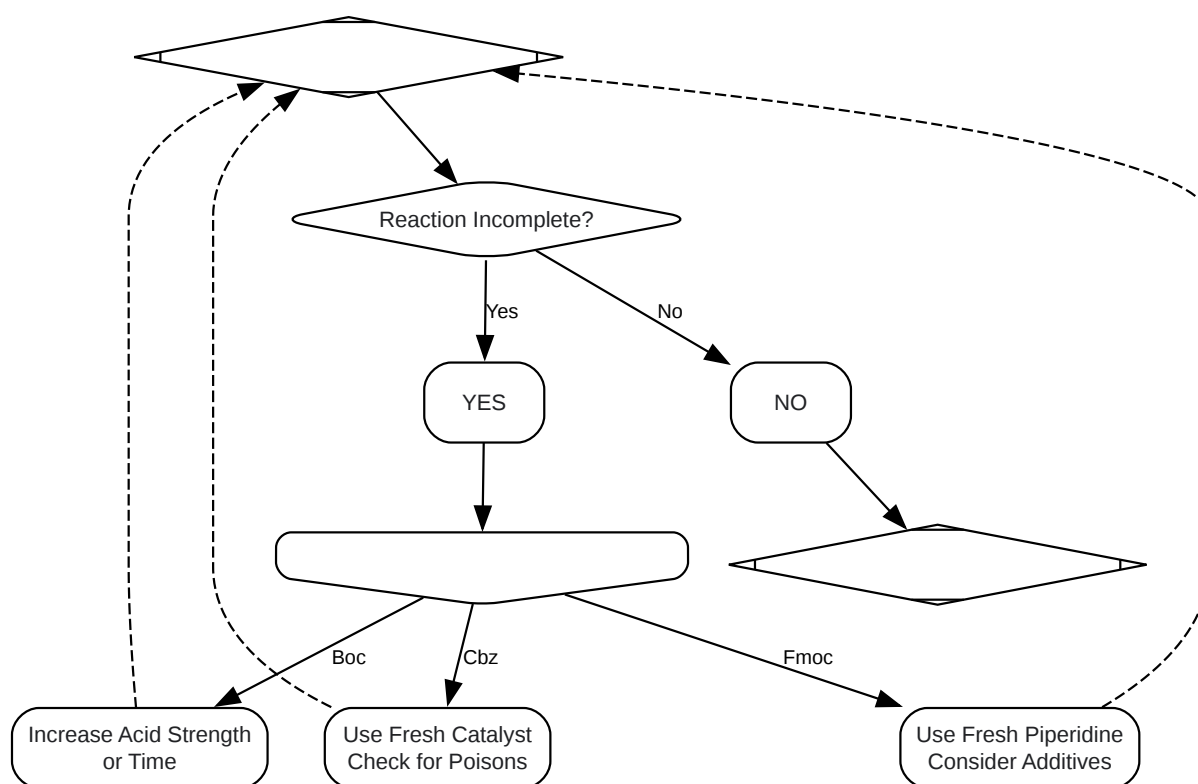 Reaction Incomplete?
Yes
No
YES
NO
Boc
Cbz
Fmoc
Increase Acid Strength
or Time
Use Fresh Catalyst
Check for Poisons
Use Fresh Piperidine
Consider Additives